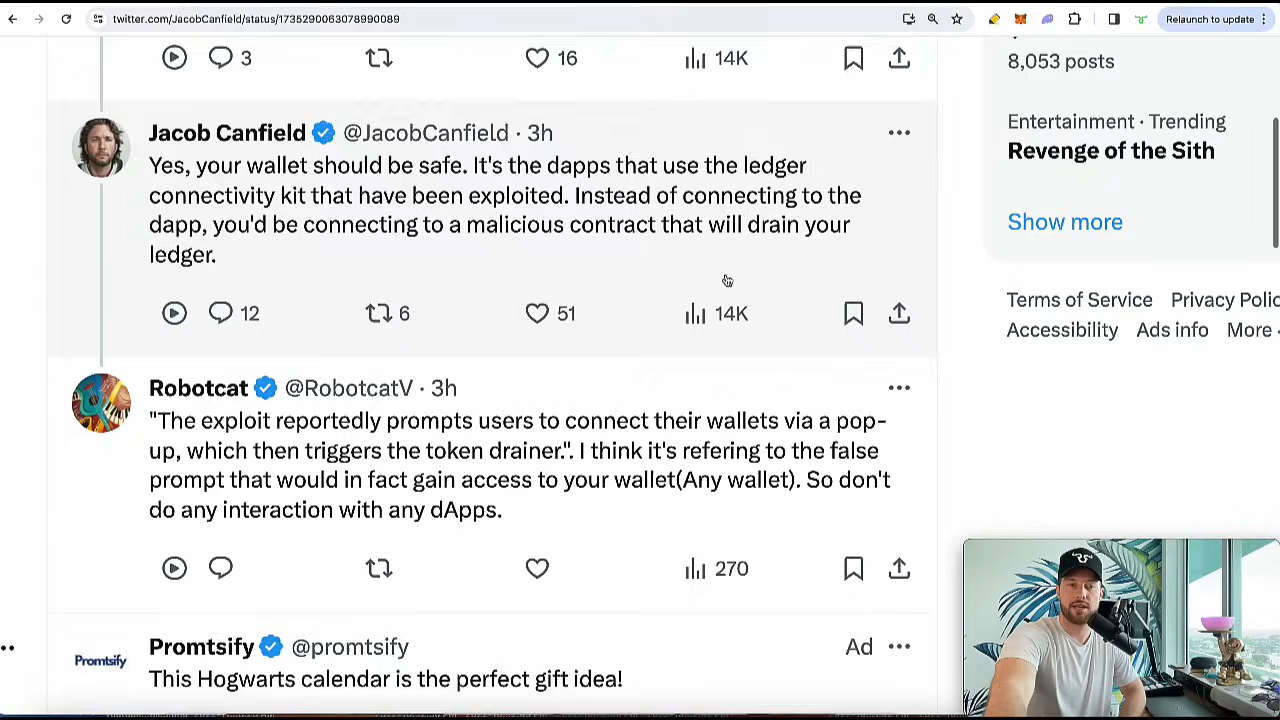 twitter.com/JacobCanfield/status/1735290063078990089
Relaunch to update
3
16
14K
8,053 posts
Entertainment · Trending
Revenge of the Sith
Show more
Jacob Canfield @JacobCanfield · 3h
Yes, your wallet should be safe. It's the dapps that use the ledger
connectivity kit that have been exploited. Instead of connecting to the
dapp, you'd be connecting to a malicious contract that will drain your
ledger.
12
6
51
14K
Terms of Service Privacy Polic
Accessibility Ads info More
Robotcat @RobotcatV · 3h
"The exploit reportedly prompts users to connect their wallets via a pop-
up, which then triggers the token drainer.". I think it's refering to the false
prompt that would in fact gain access to your wallet(Any wallet). So don't
do any interaction with any dApps.
270
Promtsify
Promtsify @promtsify
Ad
This Hogwarts calendar is the perfect gift idea!